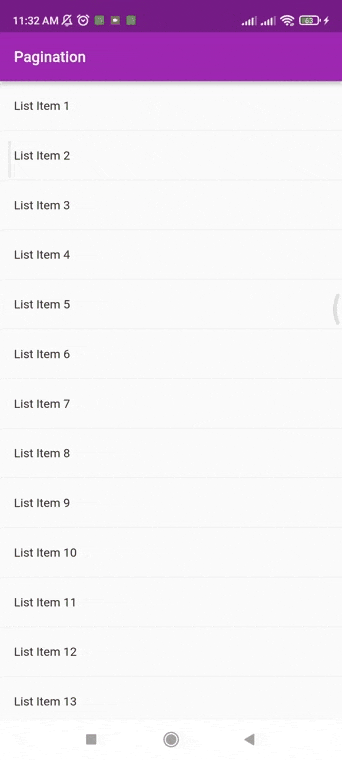 11:32 AM 63
Pagination
List Item 1
List Item 2
List Item 3
List Item 4
List Item 5
List Item 6
List Item 7
List Item 8
List Item 9
List Item 10
List Item 11
List Item 12
List Item 13